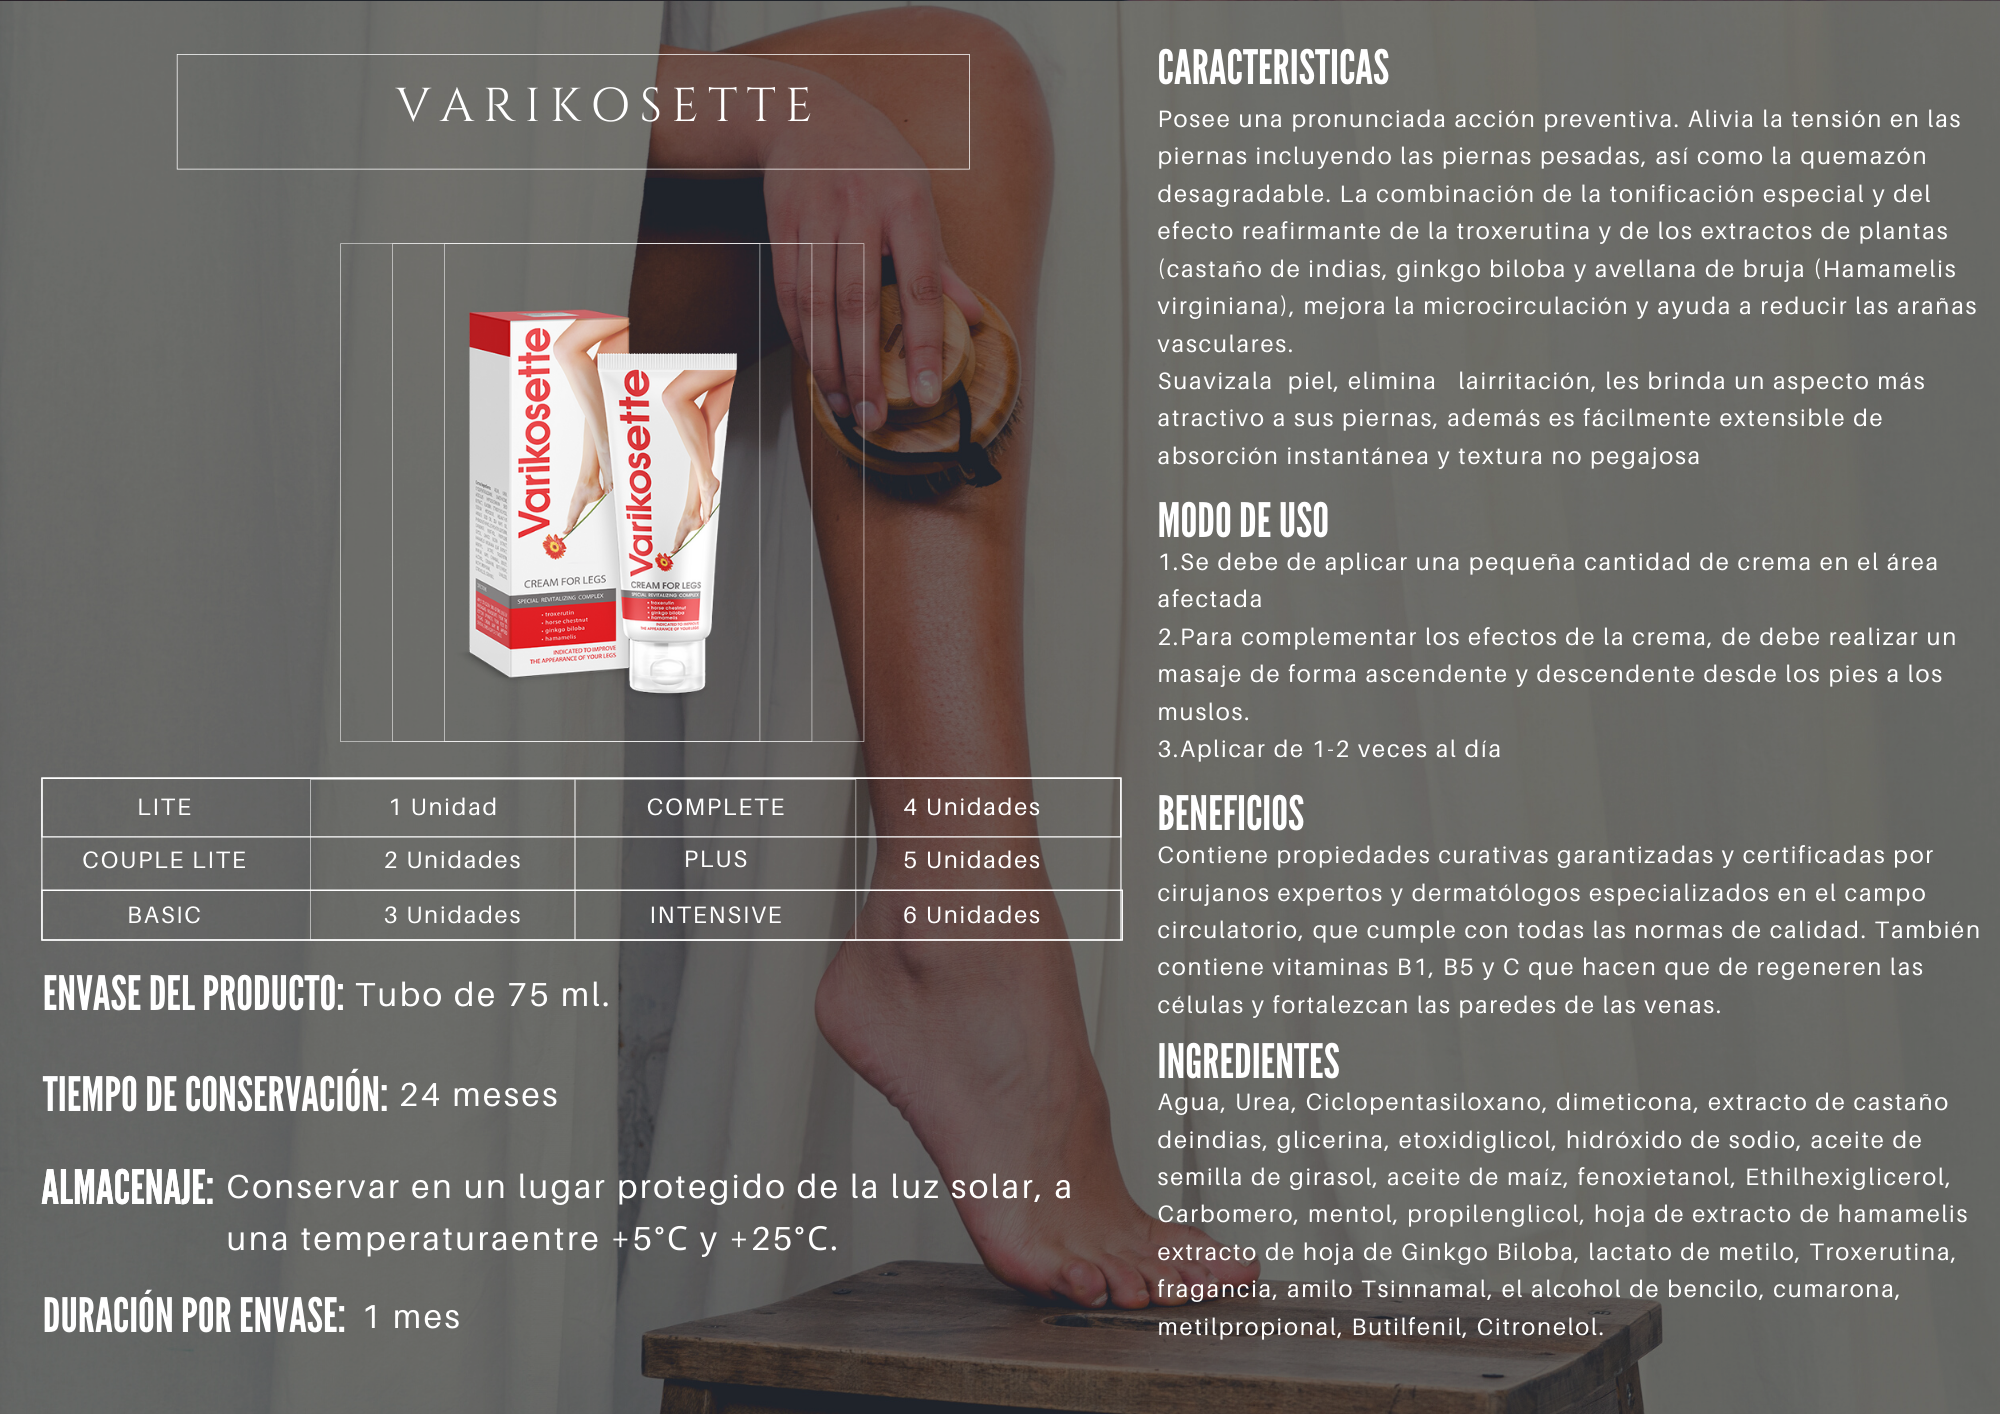 VARIKOSETTE
Varikosette
CREAM FOR LEGS
SPECIAL REVITALIZING COMPLEX
• troxerutin
• horse chestnut
• ginkgo biloba
• hamamelis
INDICATED TO IMPROVE
THE APPEARANCE OF YOUR LEGS
Varikosette
CREAM FOR LEGS
SPECIAL REVITALIZING COMPLEX
• troxerutin
• horse chestnut
• ginkgo biloba
• hamamelis
INDICATED TO IMPROVE
THE APPEARANCE OF YOUR LEGS
LITE 1 Unidad COMPLETE 4 Unidades
COUPLE LITE 2 Unidades PLUS 5 Unidades
BASIC 3 Unidades INTENSIVE 6 Unidades
ENVASE DEL PRODUCTO: Tubo de 75 ml.
TIEMPO DE CONSERVACIÓN: 24 meses
ALMACENAJE: Conservar en un lugar protegido de la luz solar, a
una temperaturaentre +5°C y +25°C.
DURACIÓN POR ENVASE: 1 mes
CARACTERISTICAS
Posee una pronunciada acción preventiva. Alivia la tensión en las
piernas incluyendo las piernas pesadas, así como la quemazón
desagradable. La combinación de la tonificación especial y del
efecto reafirmante de la troxerutina y de los extractos de plantas
(castaño de indias, ginkgo biloba y avellana de bruja (Hamamelis
virginiana), mejora la microcirculación y ayuda a reducir las arañas
vasculares.
Suavizala piel, elimina lairritación, les brinda un aspecto más
atractivo a sus piernas, además es fácilmente extensible de
absorción instantánea y textura no pegajosa
MODO DE USO
1.Se debe de aplicar una pequeña cantidad de crema en el área
afectada
2.Para complementar los efectos de la crema, de debe realizar un
masaje de forma ascendente y descendente desde los pies a los
muslos.
3.Aplicar de 1-2 veces al día
BENEFICIOS
Contiene propiedades curativas garantizadas y certificadas por
cirujanos expertos y dermatólogos especializados en el campo
circulatorio, que cumple con todas las normas de calidad. También
contiene vitaminas B1, B5 y C que hacen que de regeneren las
células y fortalezcan las paredes de las venas.
INGREDIENTES
Agua, Urea, Ciclopentasiloxano, dimeticona, extracto de castaño
deindias, glicerina, etoxidiglicol, hidróxido de sodio, aceite de
semilla de girasol, aceite de maíz, fenoxietanol, Ethilhexiglicerol,
Carbomero, mentol, propilenglicol, hoja de extracto de hamamelis
extracto de hoja de Ginkgo Biloba, lactato de metilo, Troxerutina,
fragancia, amilo Tsinnamal, el alcohol de bencilo, cumarona,
metilpropional, Butilfenil, Citronelol.